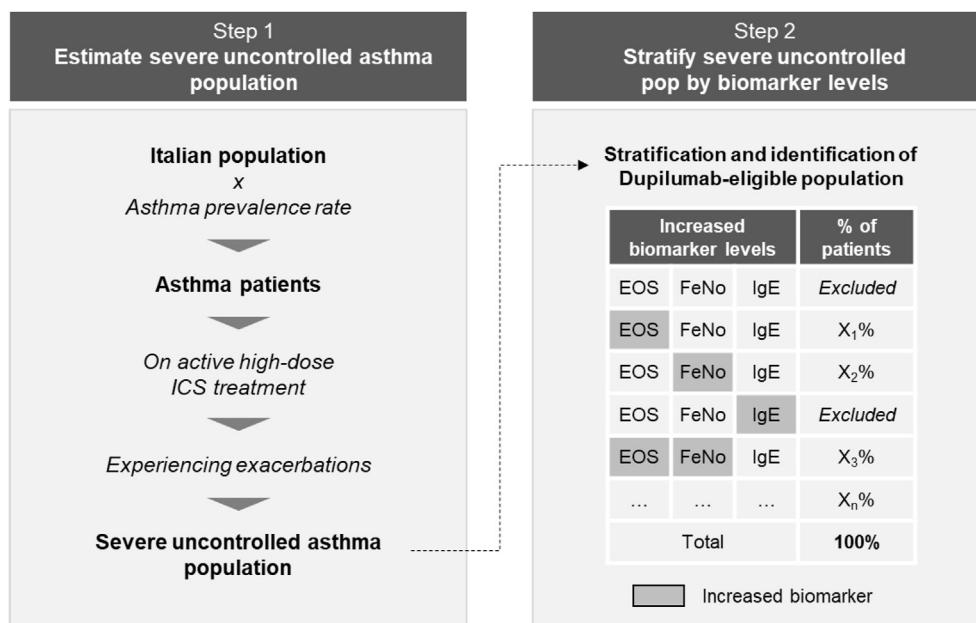 Step 1
Estimate severe uncontrolled asthma
population
Italian population
x
Asthma prevalence rate
Asthma patients
On active high-dose
ICS treatment
Experiencing exacerbations
Severe uncontrolled asthma
population
Step 2
Stratify severe uncontrolled
pop by biomarker levels
Stratification and identification of
Dupilumab-eligible population
Increased
biomarker levels
% of
patients
EOS FeNo IgE Excluded
EOS FeNo IgE X₁%
EOS FeNo IgE X₂%
EOS FeNo IgE Excluded
EOS FeNo IgE X₃%
... ... ... Xₙ%
Total 100%
Increased biomarker